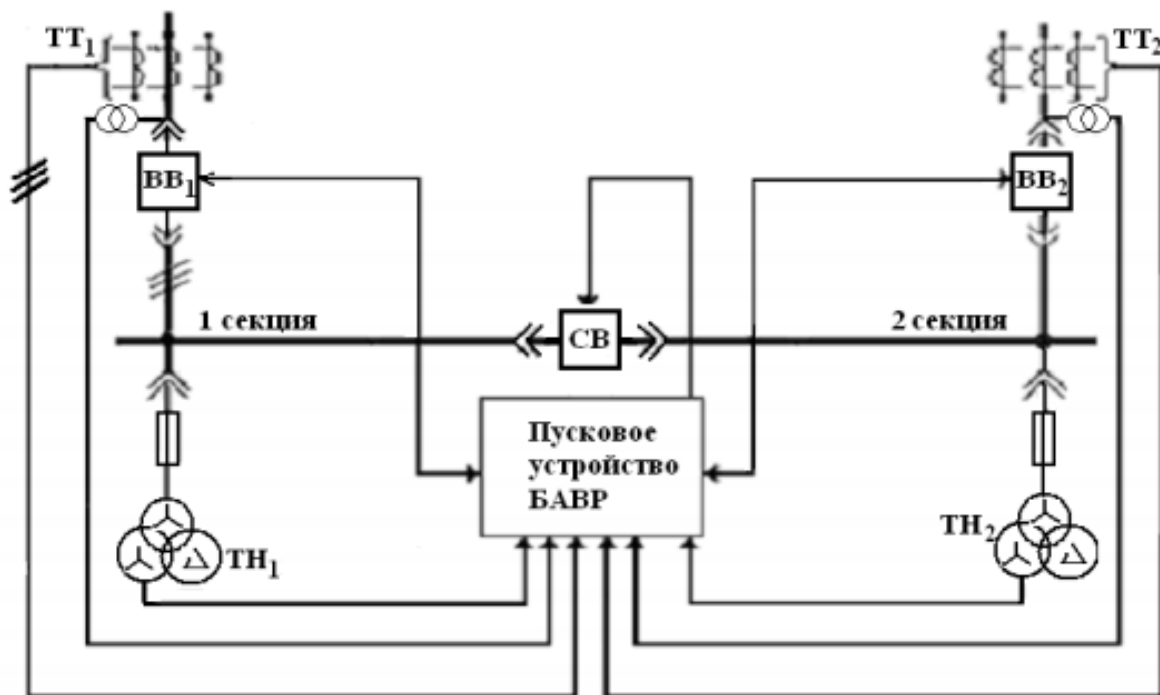 ТТ1
ТТ2
ВВ1
ВВ2
1 секция
СВ
2 секция
Пусковое
устройство
БАВР
ТН1
ТН2